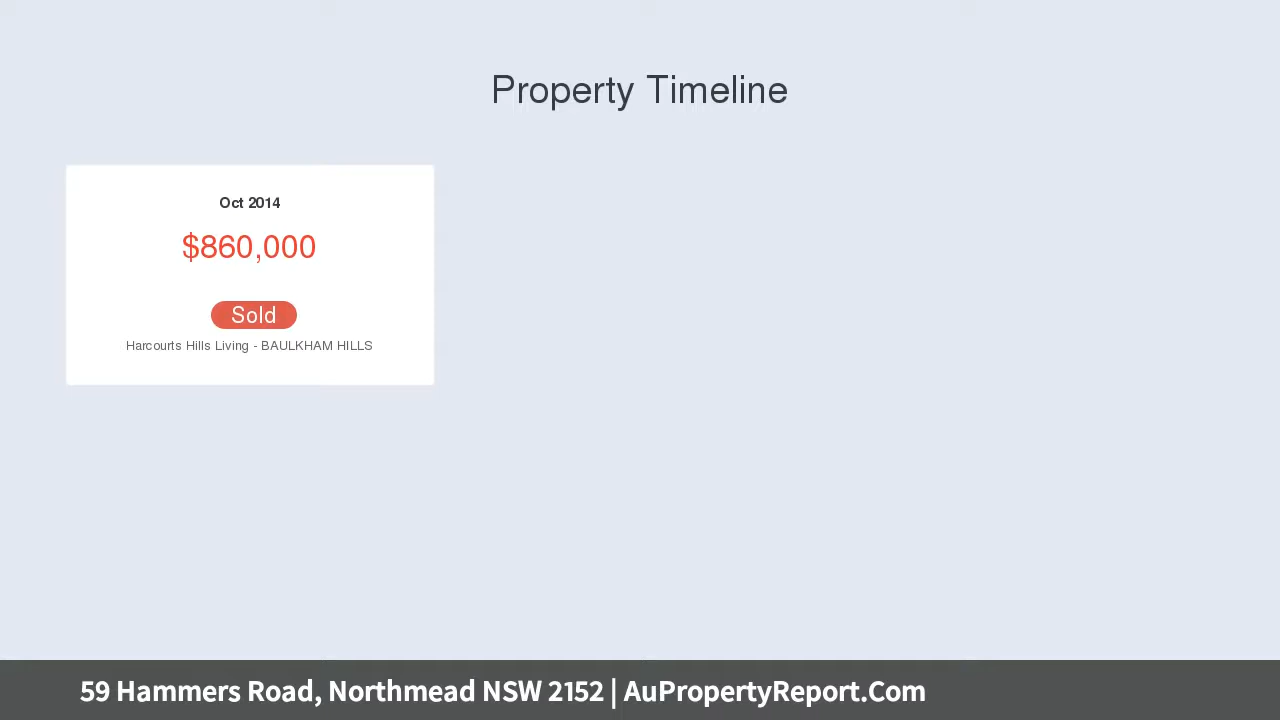 Property Timeline
Oct 2014
$860,000
Sold
Harcourts Hills Living - BAULKHAM HILLS
59 Hammers Road, Northmead NSW 2152 | AuPropertyReport.Com